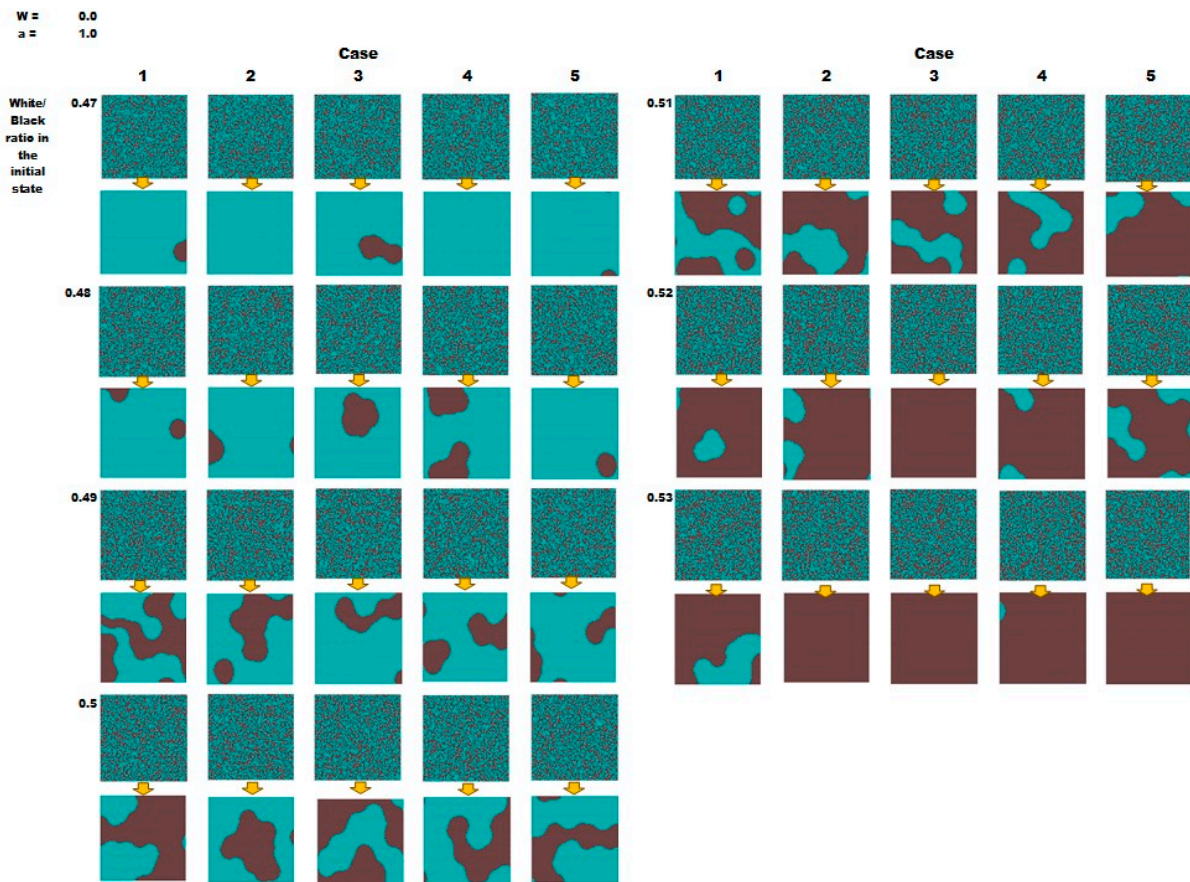 W = 0.0
a = 1.0
Case Case
1 2 3 4 5 1 2 3 4 5
White/ 0.47 0.51
Black
ratio in
the
initial
state
0.48 0.52
0.49 0.53
0.5